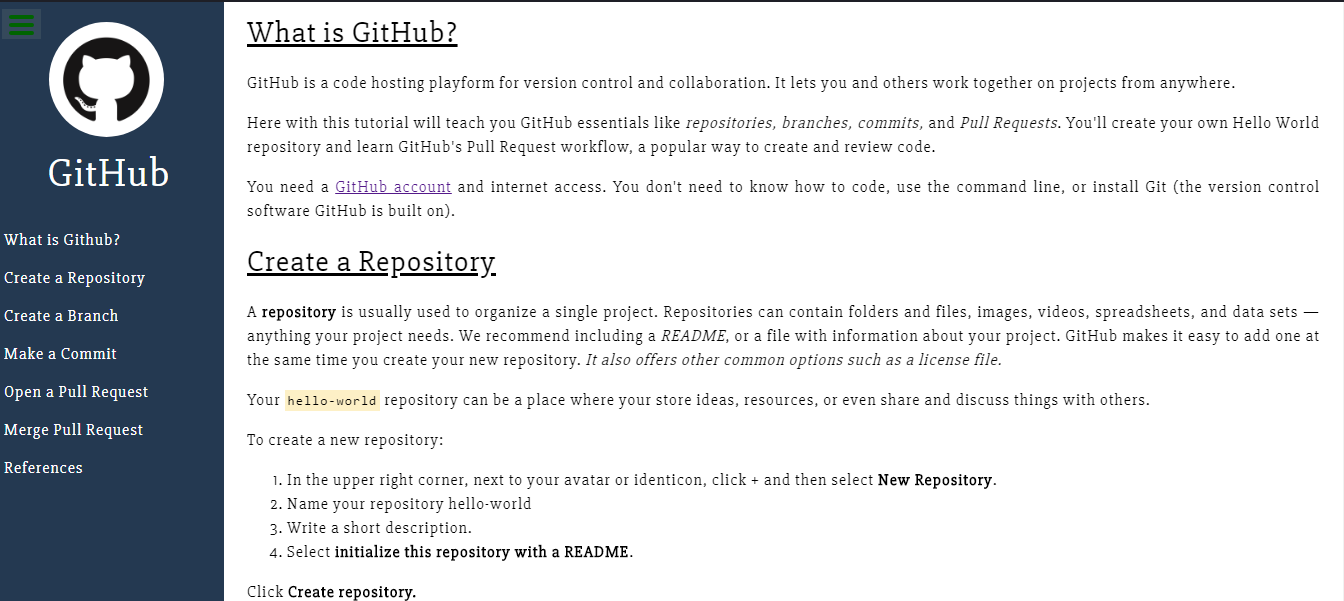 GitHub
What is Github?
Create a Repository
Create a Branch
Make a Commit
Open a Pull Request
Merge Pull Request
References
What is GitHub?
GitHub is a code hosting playform for version control and collaboration. It lets you and others work together on projects from anywhere.
Here with this tutorial will teach you GitHub essentials like repositories, branches, commits, and Pull Requests. You'll create your own Hello World
repository and learn GitHub's Pull Request workflow, a popular way to create and review code.
You need a GitHub account and internet access. You don't need to know how to code, use the command line, or install Git (the version control
software GitHub is built on).
Create a Repository
A repository is usually used to organize a single project. Repositories can contain folders and files, images, videos, spreadsheets, and data sets —
anything your project needs. We recommend including a README, or a file with information about your project. GitHub makes it easy to add one at
the same time you create your new repository. It also offers other common options such as a license file.
Your hello-world repository can be a place where your store ideas, resources, or even share and discuss things with others.
To create a new repository:
1. In the upper right corner, next to your avatar or identicon, click + and then select New Repository.
2. Name your repository hello-world
3. Write a short description.
4. Select initialize this repository with a README.
Click Create repository.